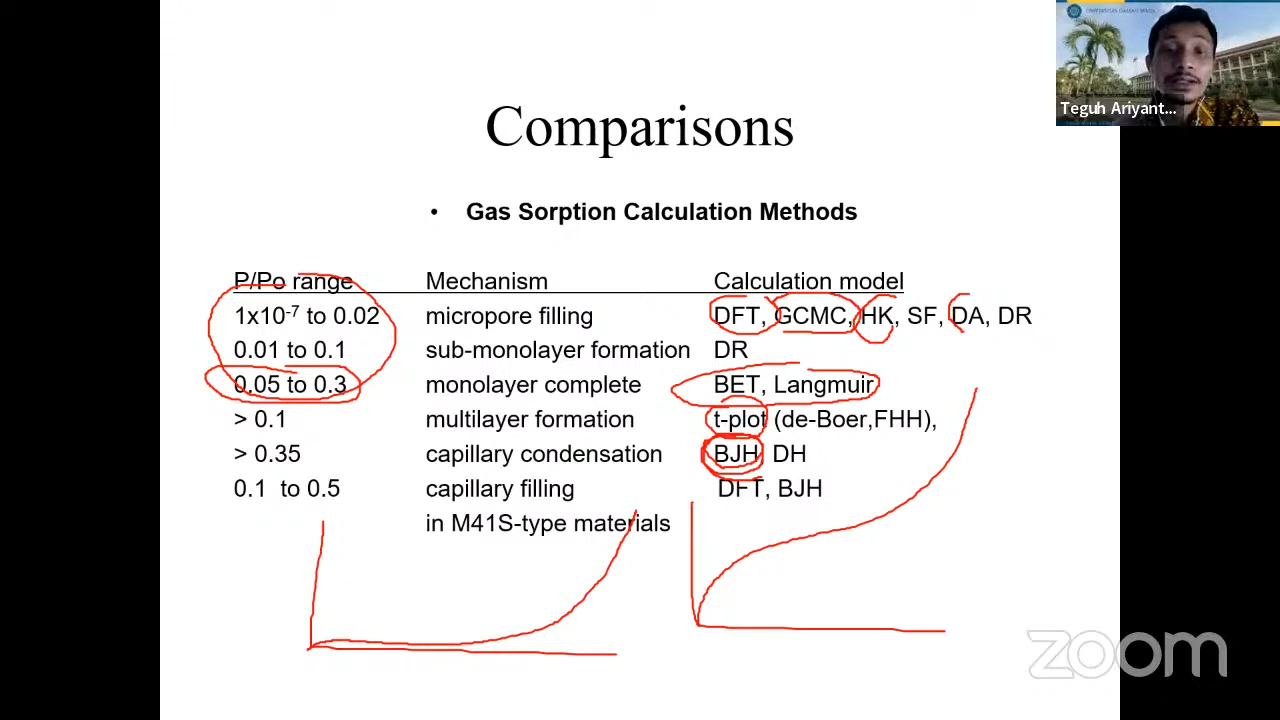 Teguh Ariyant...
Comparisons
• Gas Sorption Calculation Methods
P/Po range Mechanism Calculation model
1x10⁻⁷ to 0.02 micropore filling DFT, GCMC, HK, SF, DA, DR
0.01 to 0.1 sub-monolayer formation DR
0.05 to 0.3 monolayer complete BET, Langmuir
> 0.1 multilayer formation t-plot (de-Boer,FHH),
> 0.35 capillary condensation BJH, DH
0.1 to 0.5 capillary filling DFT, BJH
in M41S-type materials
zoom